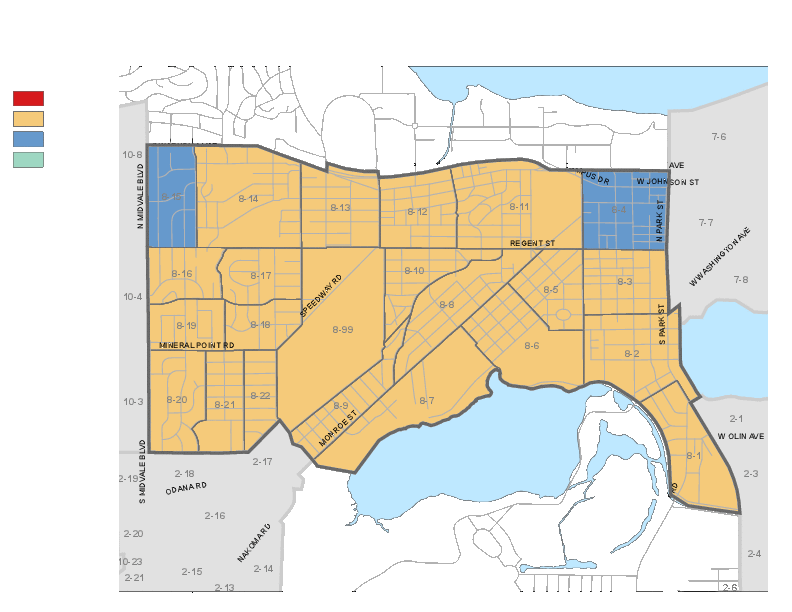 7-6
10-8
AVE
US DR
W JOHNSON ST
N MIDVALE BLVD
8-15
8-14
8-13
8-12
8-11
8-4
N PARK ST
7-7
REGENT ST
W WASHINGTON AVE
8-16
8-17
8-10
8-3
7-8
10-4
SPEEDWAY RD
8-5
8-8
8-19
8-18
8-99
S PARK ST
MINERAL POINT RD
8-6
8-2
10-3
8-20
8-21
8-22
8-9
8-7
MONROE ST
2-1
W OLIN AVE
S MIDVALE BLVD
8-1
2-17
2-19
2-18
2-3
ODANA RD
RD
2-16
2-20
NAKOMA RD
10-23
2-4
2-21
2-15
2-14
2-13
2-6